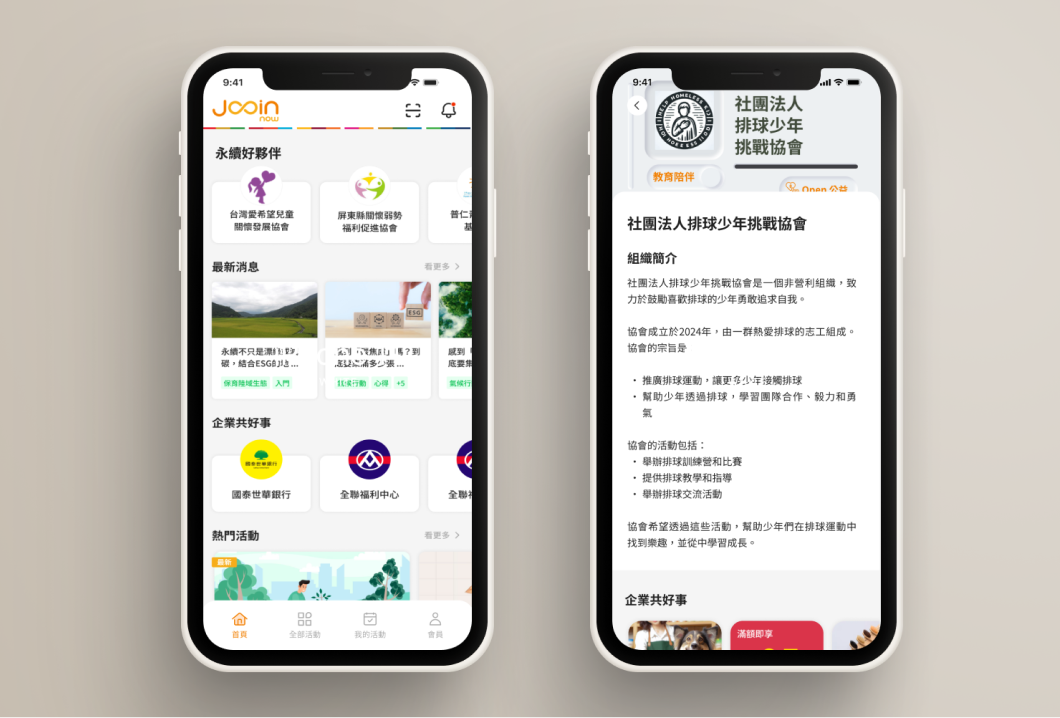 9:41
Jooin
now
永續好夥伴
台灣愛希望兒童
關懷發展協會
屏東縣關懷弱勢
福利促進協會
普仁
基
最新消息
看更多
ESG
永續不只是
碳，結合ESG
底要
多少張...
感到
底要集
保育陸域生態
入門
行動
心得
+5
氣候行
企業共好事
國泰世華銀行
國泰世華銀行
全聯福利中心
全聯福
熱門活動
看更多
最新
首頁
全部活動
我的活動
會員
9:41
HELP HOMELESS
社團法人
排球少年
挑戰協會
教育陪伴
Open 公益
社團法人排球少年挑戰協會
組織簡介
社團法人排球少年挑戰協會是一個非營利組織，致
力於鼓勵喜歡排球的少年勇敢追求自我。
協會成立於2024年，由一群熱愛排球的志工組成。
協會的宗旨是
・ 推廣排球運動，讓更多少年接觸排球
・ 幫助少年透過排球，學習團隊合作、毅力和勇
氣
協會的活動包括：
・ 舉辦排球訓練營和比賽
・ 提供排球教學和指導
・ 舉辦排球交流活動
協會希望透過這些活動，幫助少年們在排球運動中
找到樂趣，並從中學習成長。
企業共好事
滿額即享